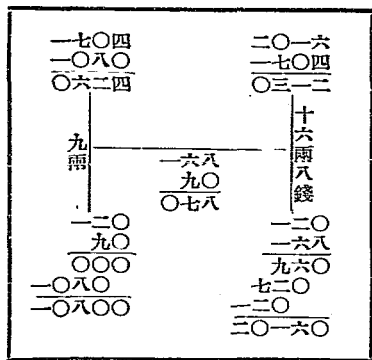 一七〇四
一〇八〇
〇六二四
二〇一六
一七〇四
〇三一二
九兩
十六兩八錢
一六八
九〇
〇七八
一二〇
九〇
〇〇〇
一〇八〇
一〇八〇〇
一二〇
一六八
九六〇
七二〇
一二〇
二〇一六〇